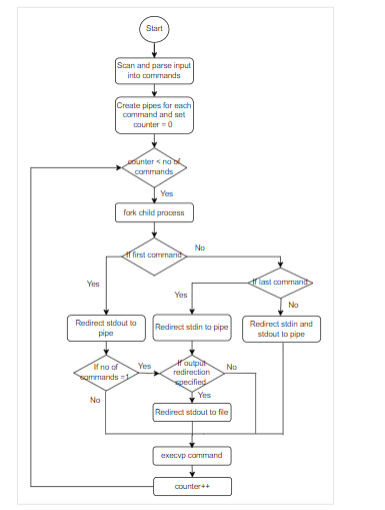 Start
Scan and parse input
into commands
Create pipes for each
command and set
counter = 0
counter < no of
commands
Yes
fork child process
If first command
No
Yes
If last command
Yes
No
Redirect stdout to
pipe
Redirect stdin to pipe
Redirect stdin and
stdout to pipe
If no of
commands =1
Yes
If output
redirection
specified
No
No
Yes
Redirect stdout to file
execvp command
counter++